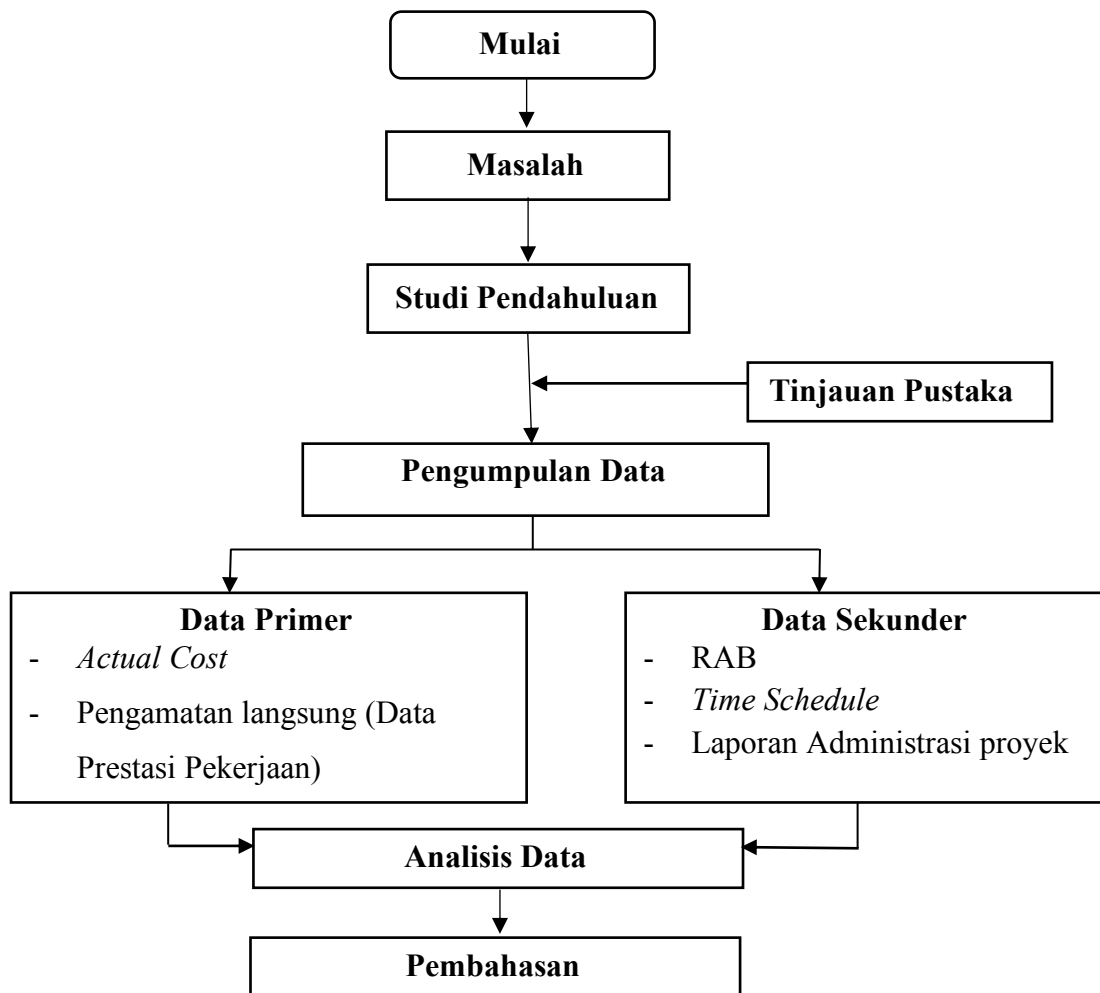 Mulai
Masalah
Studi Pendahuluan
Tinjauan Pustaka
Pengumpulan Data
Data Primer
- Actual Cost
- Pengamatan langsung (Data
Prestasi Pekerjaan)
Data Sekunder
- RAB
- Time Schedule
- Laporan Administrasi proyek
Analisis Data
Pembahasan